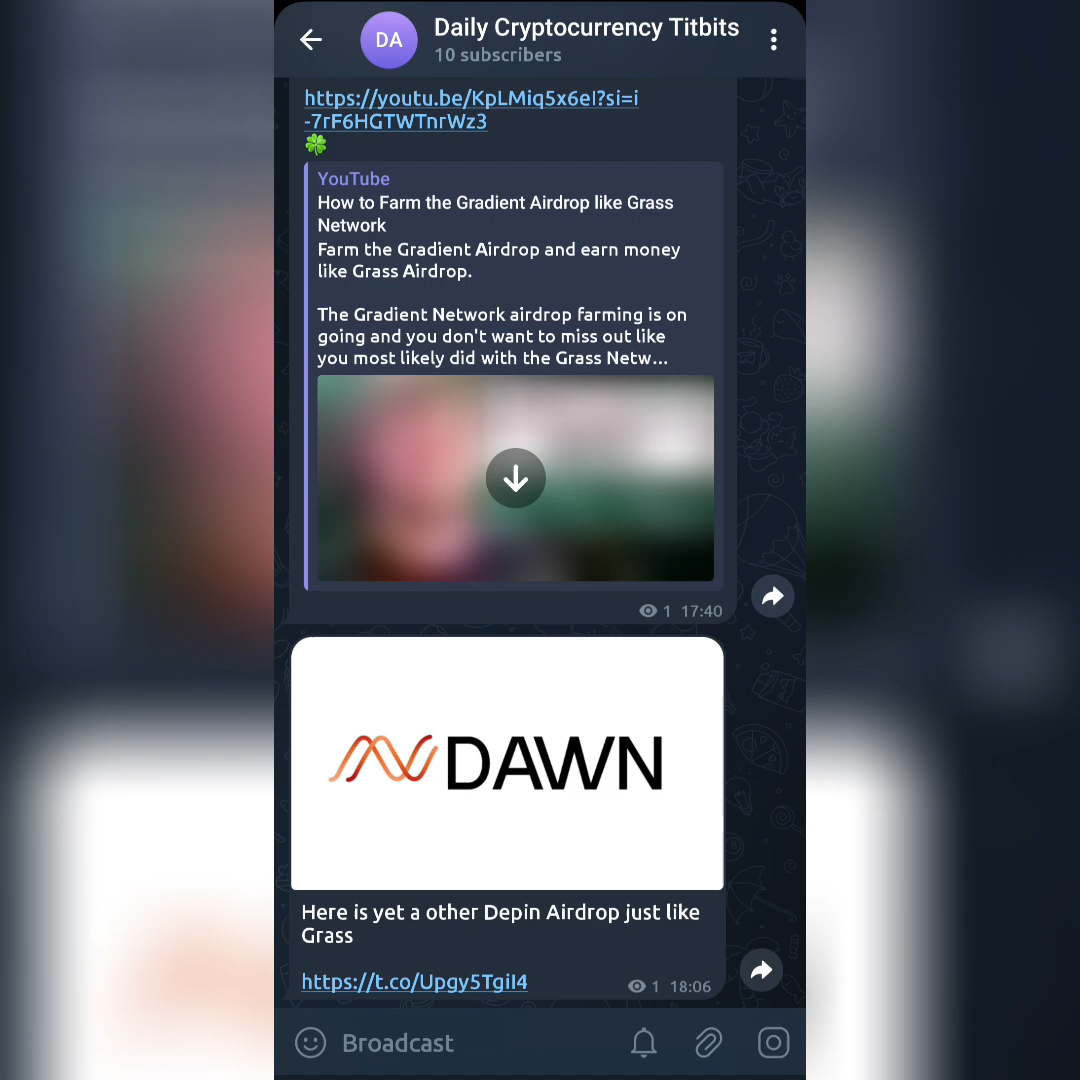 DA
Daily Cryptocurrency Titbits
10 subscribers
https://youtu.be/KpLMiq5x6eI?si=i
-7rF6HGTWTnrWz3
YouTube
How to Farm the Gradient Airdrop like Grass
Network
Farm the Gradient Airdrop and earn money
like Grass Airdrop.
The Gradient Network airdrop farming is on
going and you don't want to miss out like
you most likely did with the Grass Netw...
1 17:40
DAWN
Here is yet a other Depin Airdrop just like
Grass
https://t.co/Upgy5TgiI4
1 18:06
Broadcast